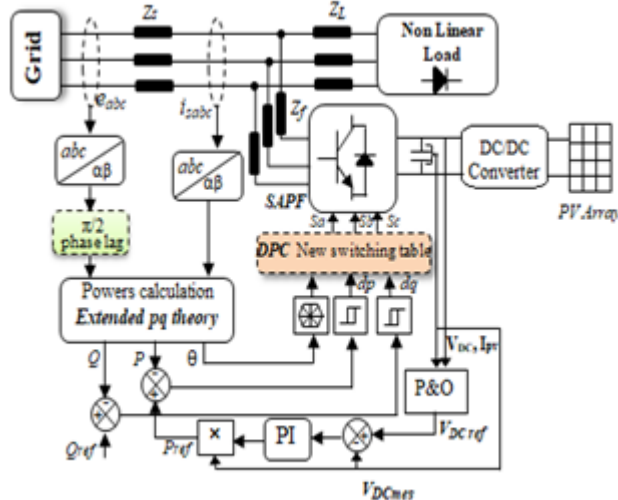 Zs
ZL
Grid
Non Linear
Load
eabc
isabc
Zf
abc
αβ
abc
αβ
DC/DC
Converter
SAPF
PV Array
π/2
phase lag
Sa
Sb
Sc
DPC New switching table
dp
dq
Powers calculation
Extended pq theory
Q
P
θ
VDC, Ipv
P&O
Qref
Pref
×
PI
VDC ref
VDCmes